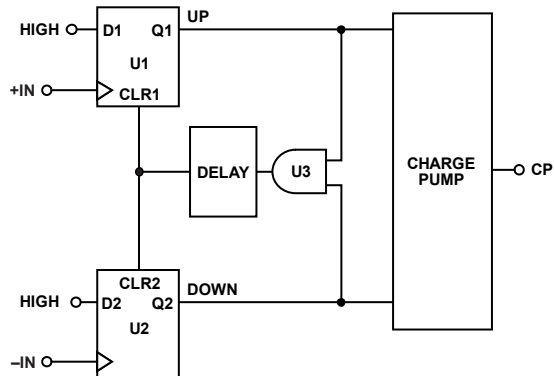 UP
HIGH
D1
Q1
U1
+IN
CLR1
DELAY
U3
CHARGE
PUMP
CP
CLR2
DOWN
HIGH
D2
Q2
U2
–IN